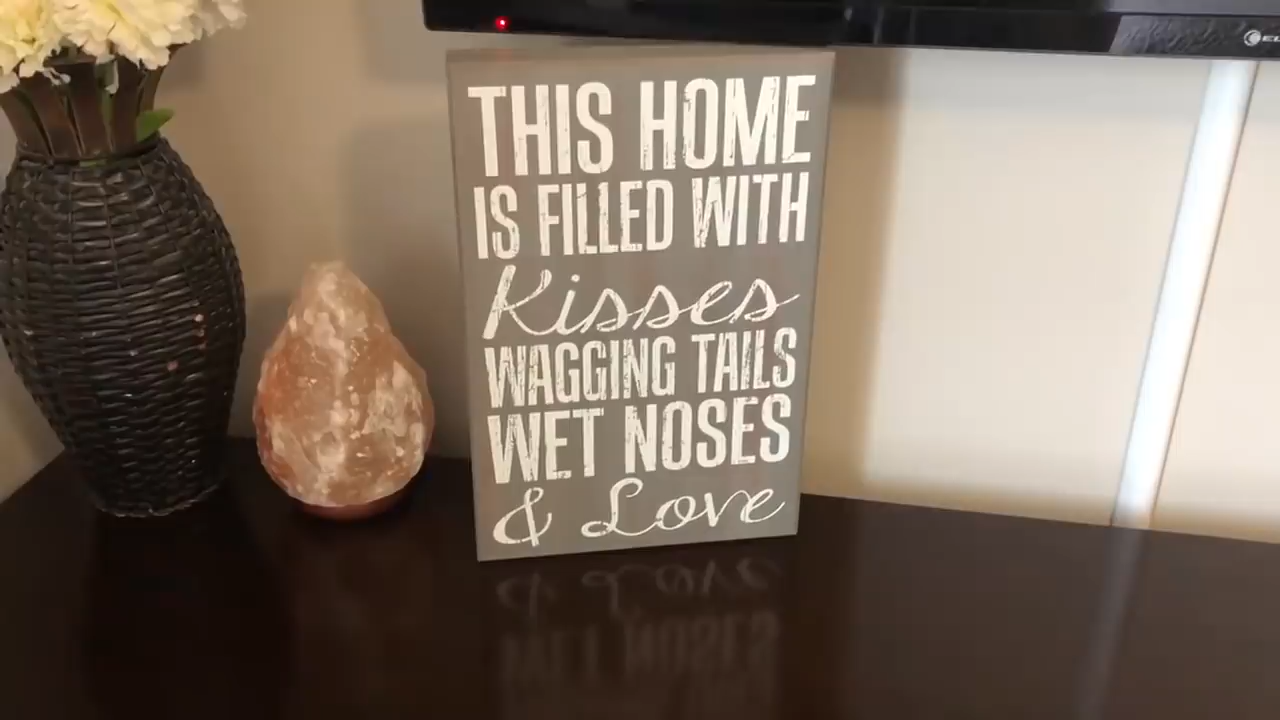 THIS HOME
IS FILLED WITH
Kisses
WAGGING TAILS
WET NOSES
& Love